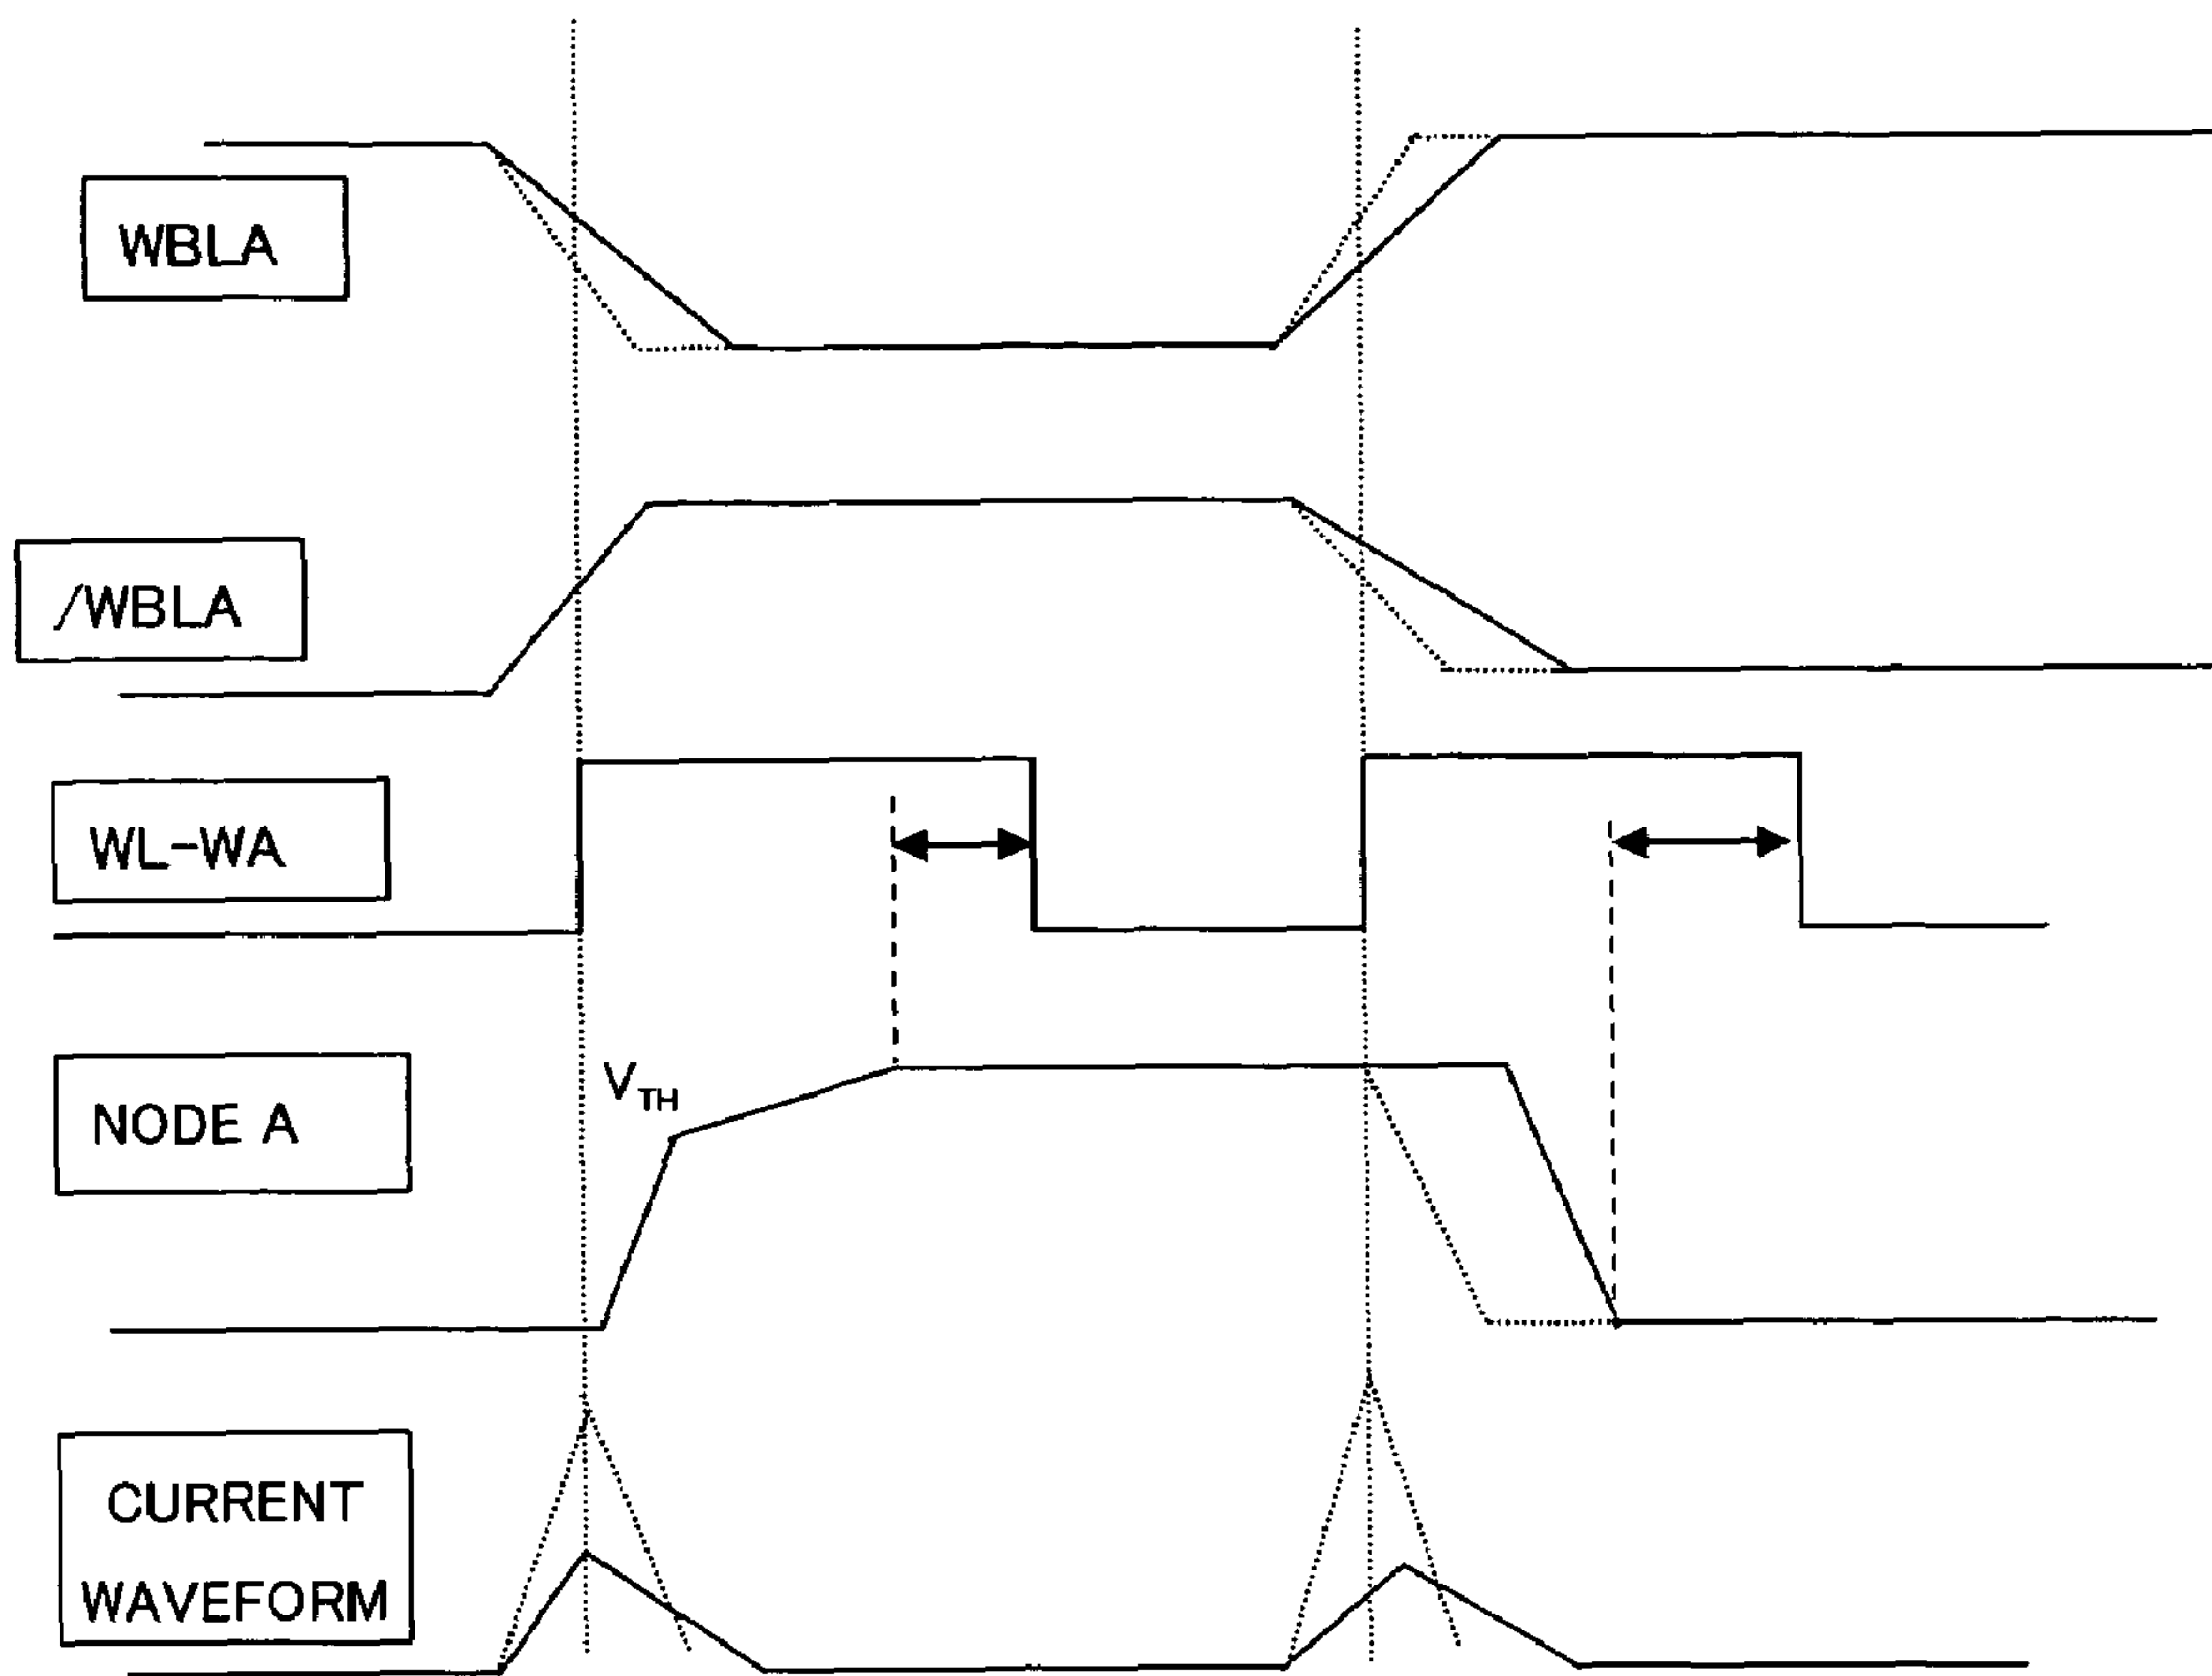 WBLA
/WBLA
WL-WA
V_TH
NODE A
CURRENT
WAVEFORM